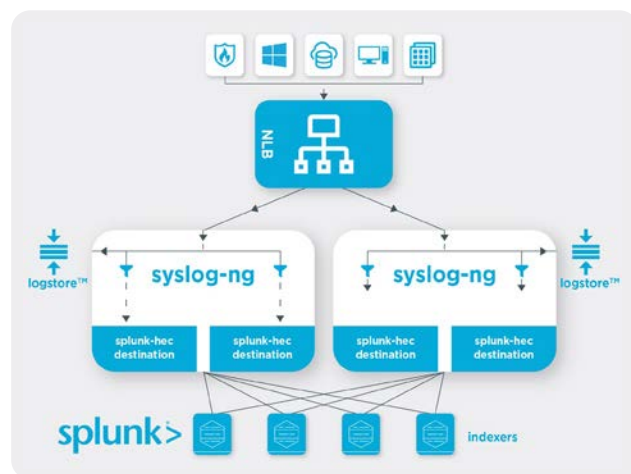 NLB
logstore™
syslog-ng
syslog-ng
logstore™
splunk-hec
destination
splunk-hec
destination
splunk-hec
destination
splunk-hec
destination
splunk>
indexers